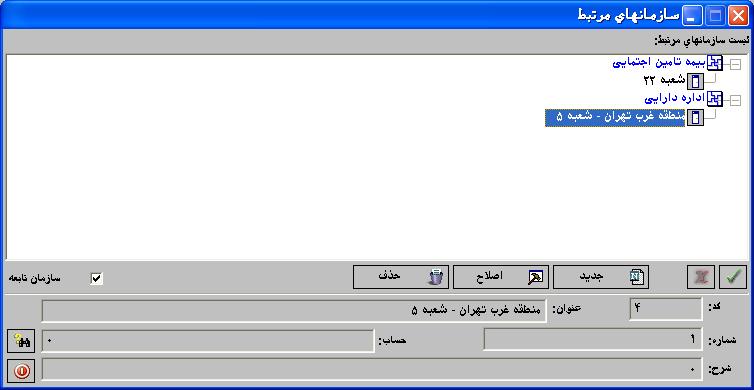 سازمانهاي مرتبط
ليست سازمانهاي مرتبط:
بیمه تامین اجتمایی
شعبه ۲۲
اداره دارایی
منطقه غرب تهران - شعبه ۵
جدید
اصلاح
حذف
سازمان تابعه
کد: ۴ عنوان: منطقه غرب تهران - شعبه ۵
شماره: ۱ حساب: ۰
شرح: ۰